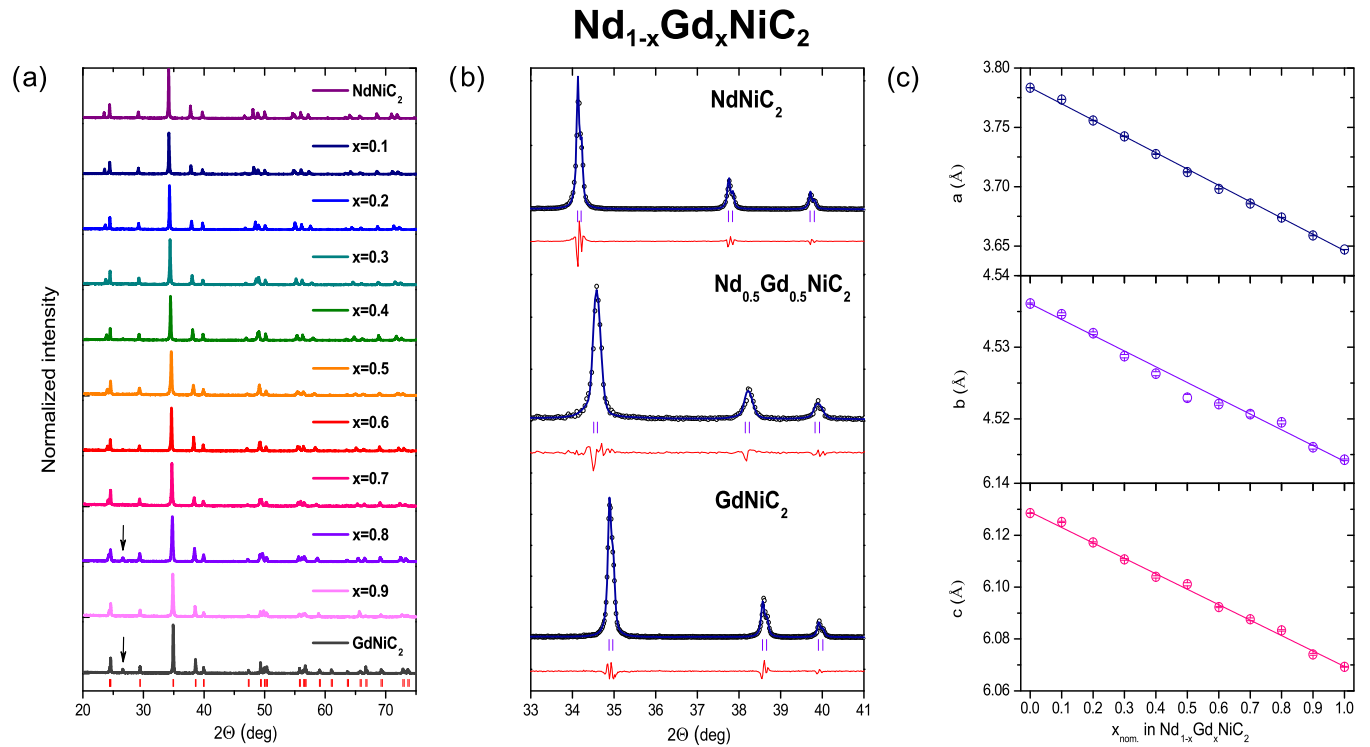 Nd1-xGdxNiC2
(a)
NdNiC2
x=0.1
x=0.2
x=0.3
x=0.4
x=0.5
x=0.6
x=0.7
x=0.8
x=0.9
GdNiC2
Normalized intensity
20 30 40 50 60 70
2Θ (deg)
(b)
NdNiC2
Nd0.5Gd0.5NiC2
GdNiC2
33 34 35 36 37 38 39 40 41
2Θ (deg)
(c)
3.80
3.75
3.70
3.65
a (Å)
4.54
4.53
4.52
b (Å)
6.14
6.12
6.10
6.08
6.06
c (Å)
0.0 0.1 0.2 0.3 0.4 0.5 0.6 0.7 0.8 0.9 1.0
xnom. in Nd1-xGdxNiC2